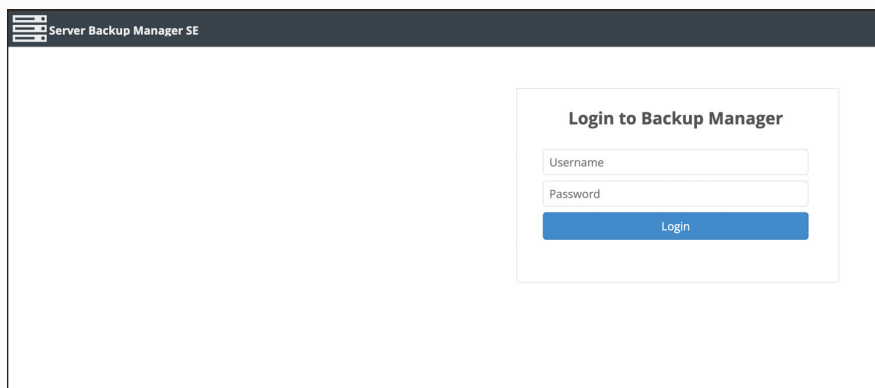 Server Backup Manager SE
Login to Backup Manager
Username
Password
Login